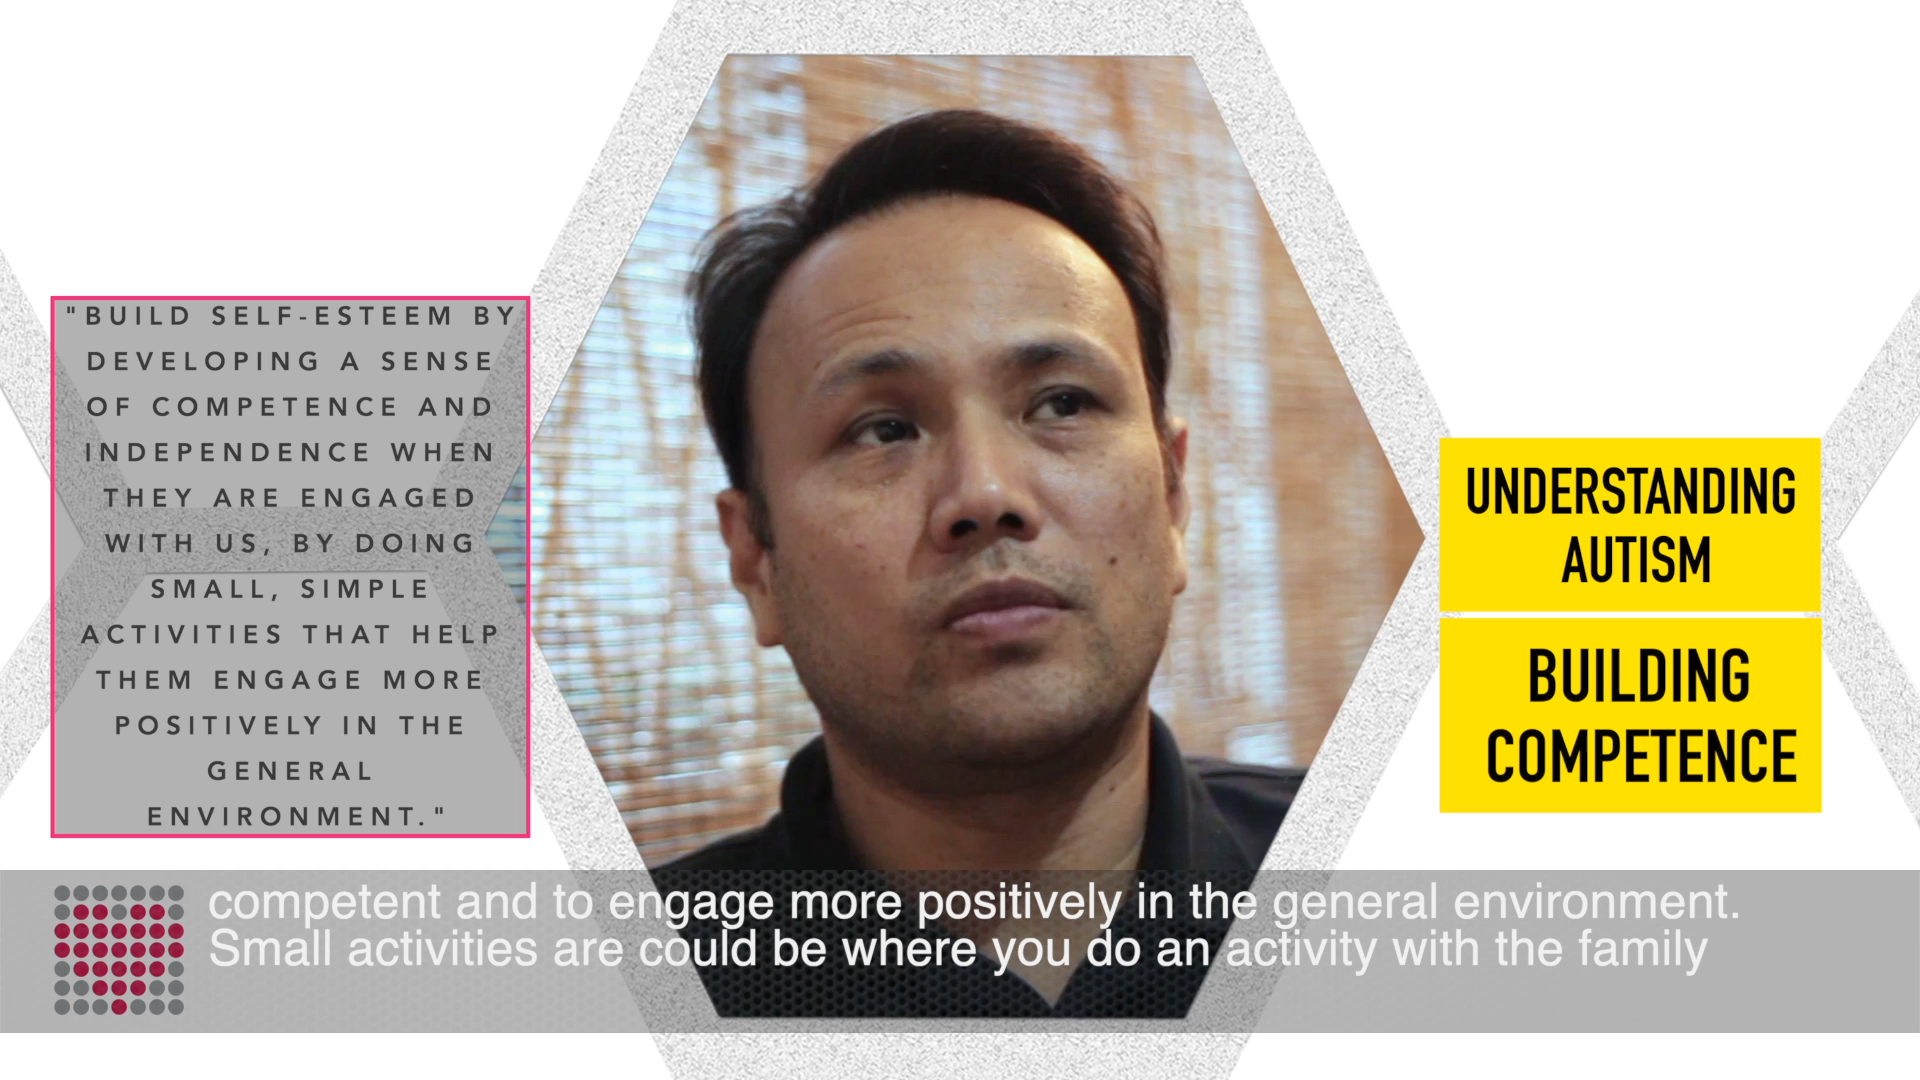 "BUILD SELF-ESTEEM BY
DEVELOPING A SENSE
OF COMPETENCE AND
INDEPENDENCE WHEN
THEY ARE ENGAGED
WITH US, BY DOING
SMALL, SIMPLE
ACTIVITIES THAT HELP
THEM ENGAGE MORE
POSITIVELY IN THE
GENERAL
ENVIRONMENT."
UNDERSTANDING
AUTISM
BUILDING
COMPETENCE
competent and to engage more positively in the general environment.
Small activities are could be where you do an activity with the family